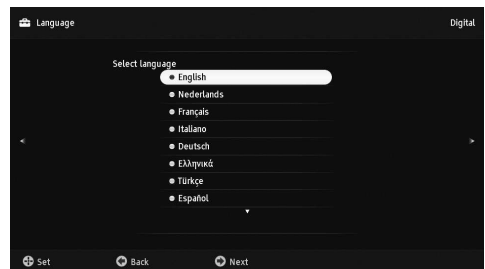 Language
Digital
Select language
English
Nederlands
Français
Italiano
Deutsch
Ελληνικά
Türkçe
Español
Set Back Next